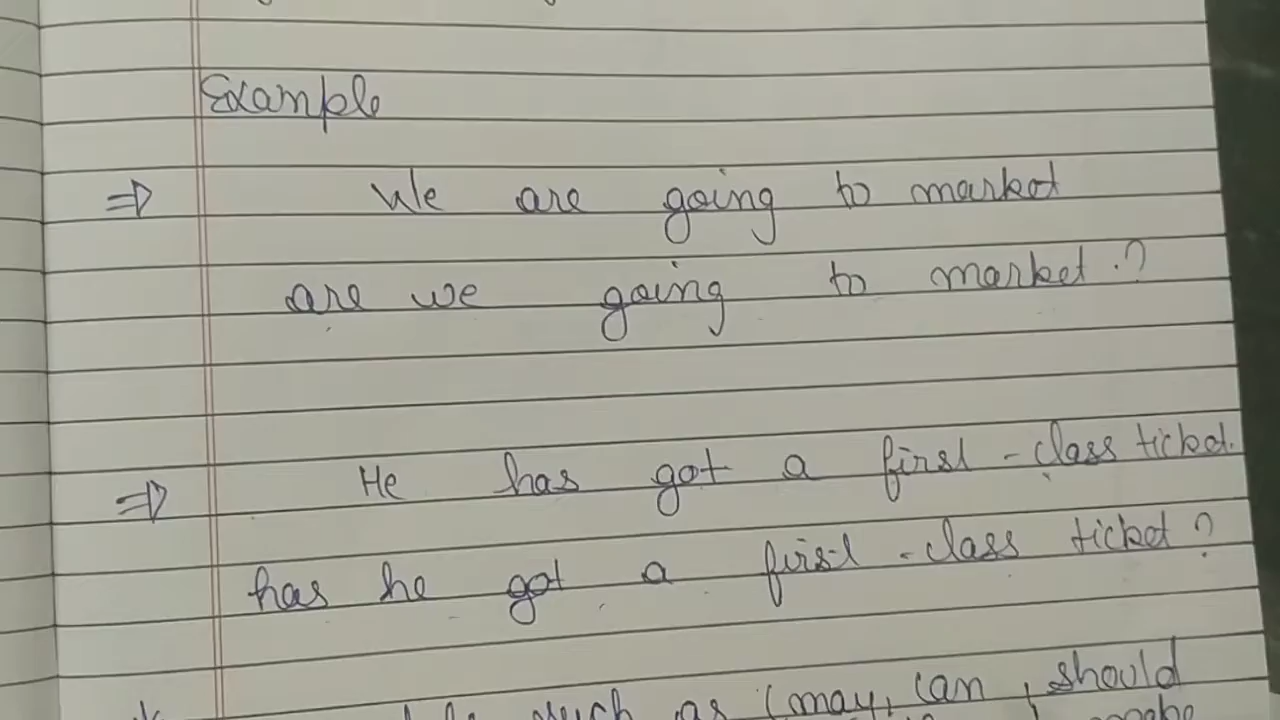 Example
⇒ We are going to market
are we going to market.?
⇒ He has got a first-class ticket.
has he got a first-class ticket?
such as (may, can, should